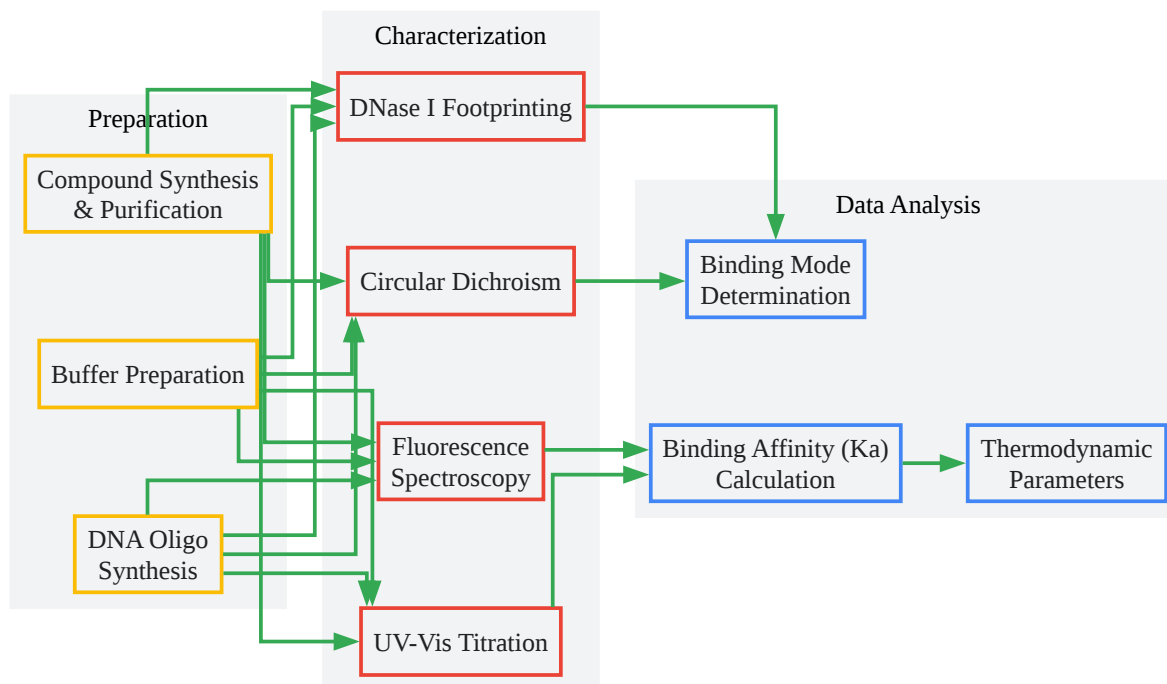 Preparation
Compound Synthesis
& Purification
Buffer Preparation
DNA Oligo
Synthesis
Characterization
DNase I Footprinting
Circular Dichroism
Fluorescence
Spectroscopy
UV-Vis Titration
Data Analysis
Binding Mode
Determination
Binding Affinity (Ka)
Calculation
Thermodynamic
Parameters